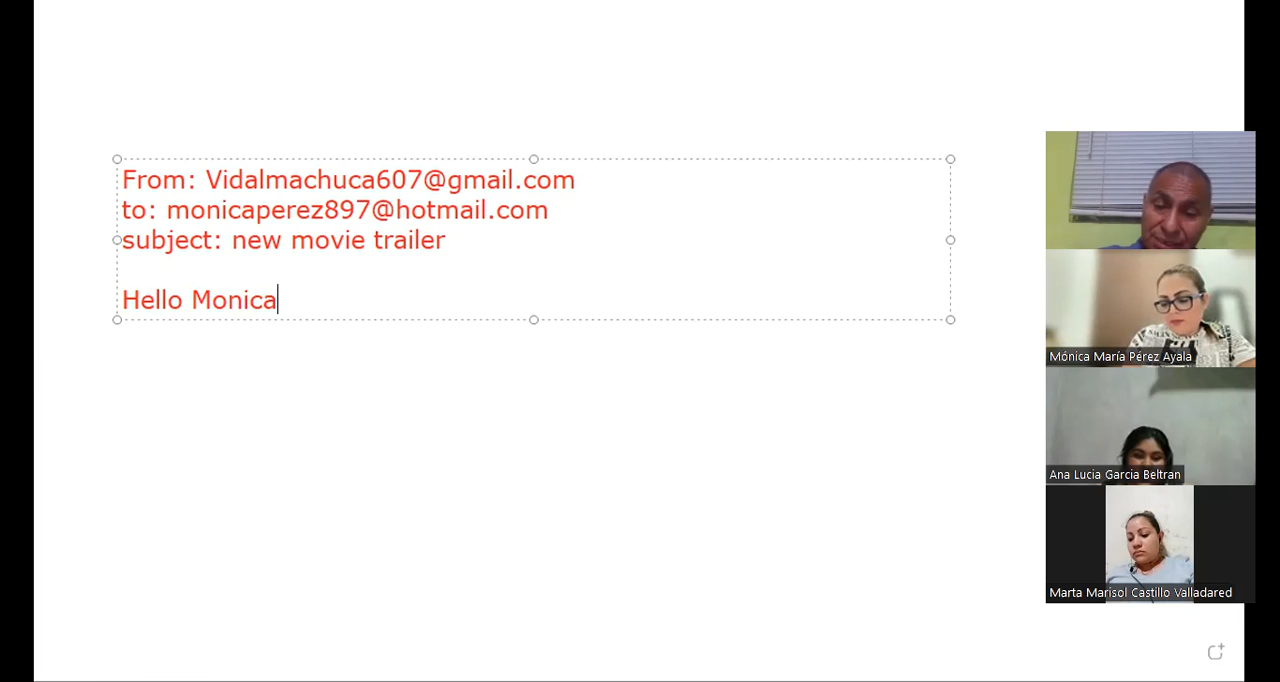 From: Vidalmachuca607@gmail.com
to: monicaperez897@hotmail.com
subject: new movie trailer
Hello Monica
Mónica María Pérez Ayala
Ana Lucia Garcia Beltran
Marta Marisol Castillo Valladared